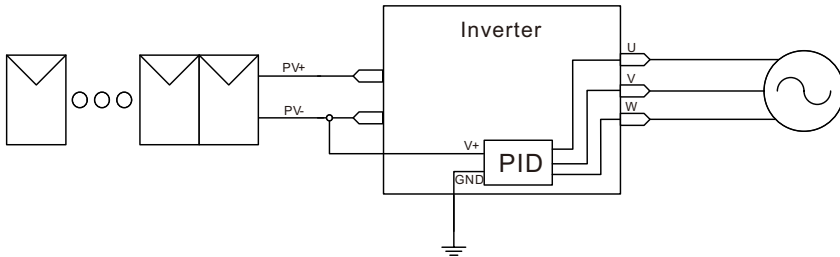 Inverter
U
PV+
V
PV-
W
V+
PID
GND